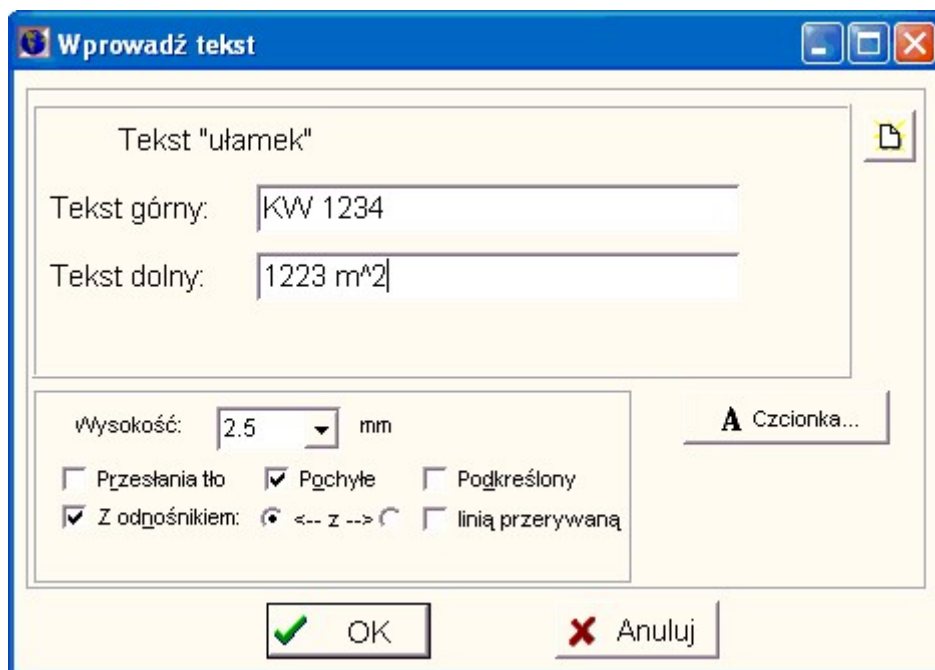 Wprowadź tekst
Tekst "ułamek"
Tekst górny: KW 1234
Tekst dolny: 1223 m^2
Wysokość: 2.5 mm
A Czcionka...
Przesłania tło Pochyłe Podkreślony
Z odnośnikiem: <-- z --> linią przerywaną
OK Anuluj